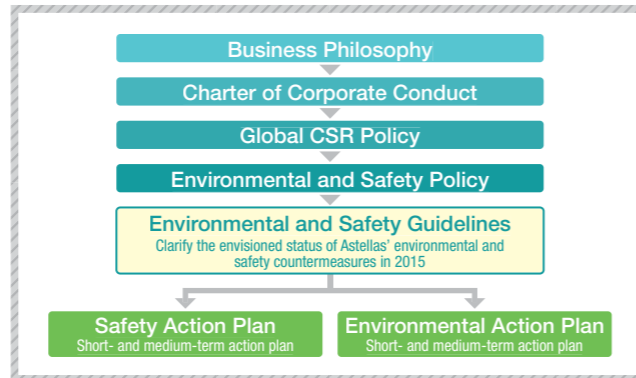 Business Philosophy
Charter of Corporate Conduct
Global CSR Policy
Environmental and Safety Policy
Environmental and Safety Guidelines
Clarify the envisioned status of Astellas’ environmental and
safety countermeasures in 2015
Safety Action Plan
Short- and medium-term action plan
Environmental Action Plan
Short- and medium-term action plan